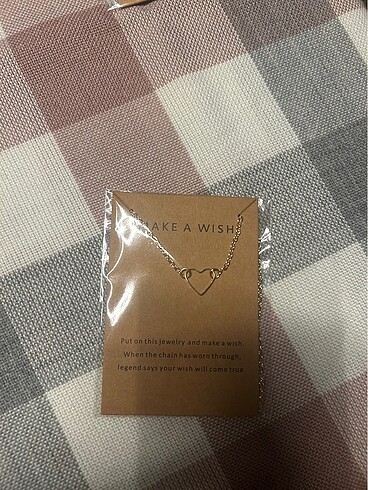 MAKE A WISH
Put on this jewelry and make a wish.
When the chain has worn through,
legend says your wish will come true